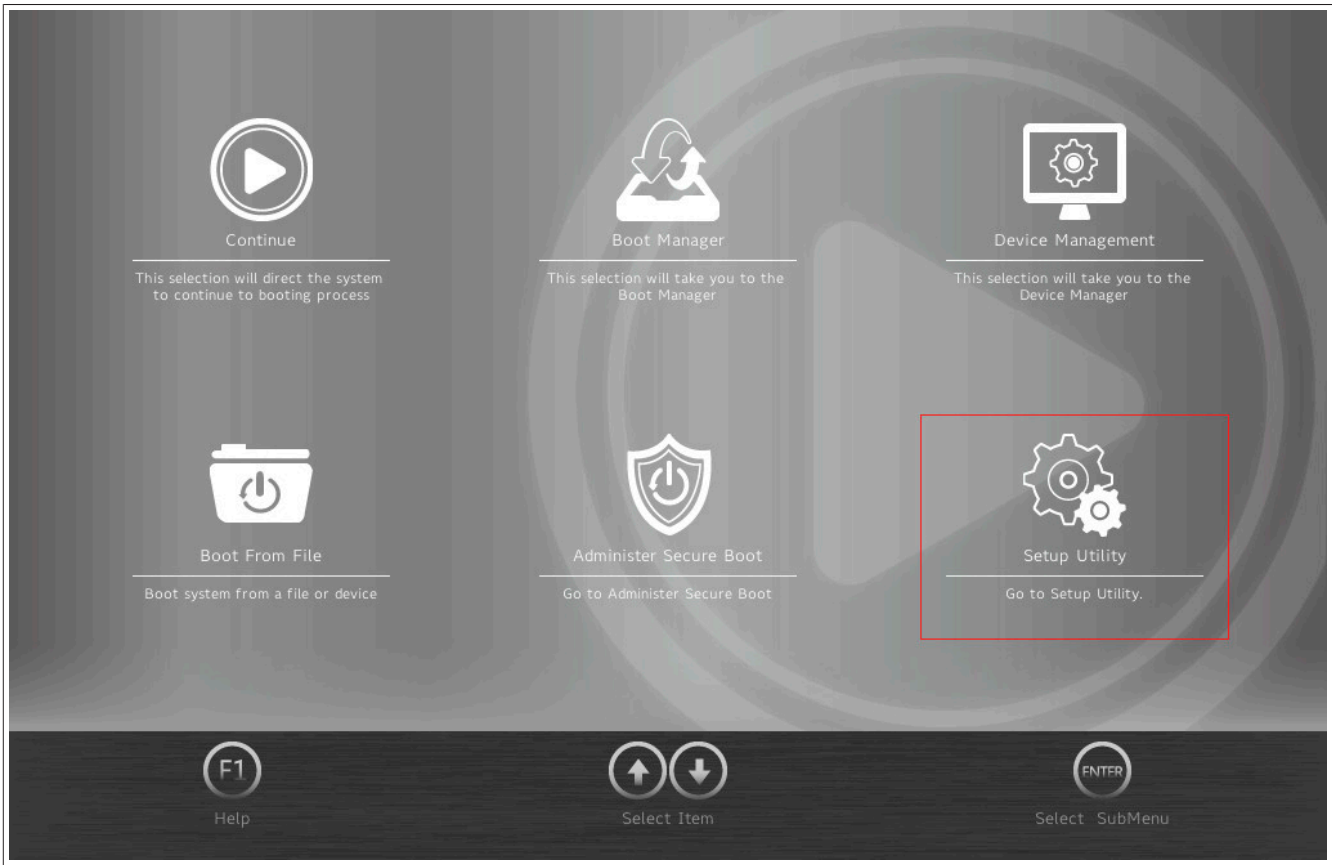 Continue
This selection will direct the system
to continue to booting process
Boot Manager
This selection will take you to the
Boot Manager
Device Management
This selection will take you to the
Device Manager
Boot From File
Boot system from a file or device
Administer Secure Boot
Go to Administer Secure Boot
Setup Utility
Go to Setup Utility.
F1
Help
Select Item
ENTER
Select SubMenu